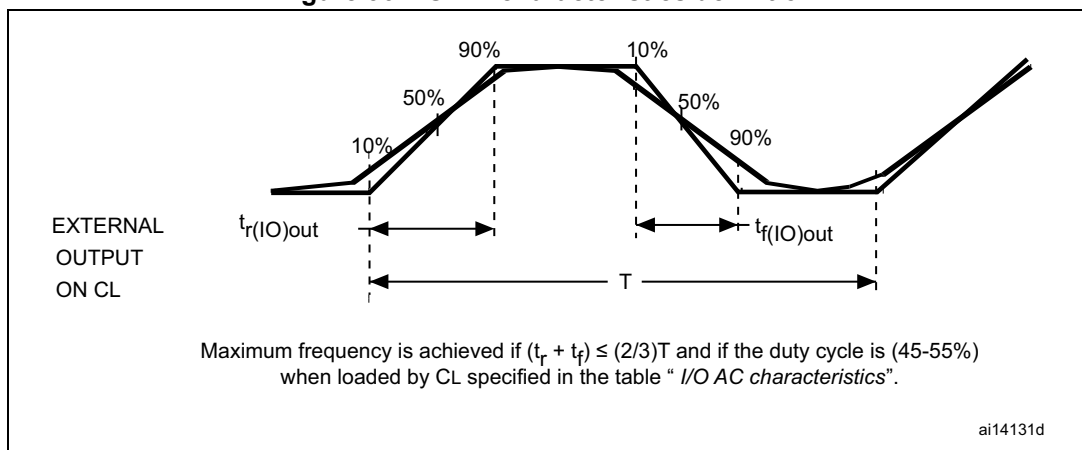 90%
10%
50%
50%
10%
90%
EXTERNAL
OUTPUT
ON CL
tr(IO)out
tf(IO)out
T
Maximum frequency is achieved if (tr + tf) ≤ (2/3)T and if the duty cycle is (45-55%)
when loaded by CL specified in the table “ I/O AC characteristics”.
ai14131d